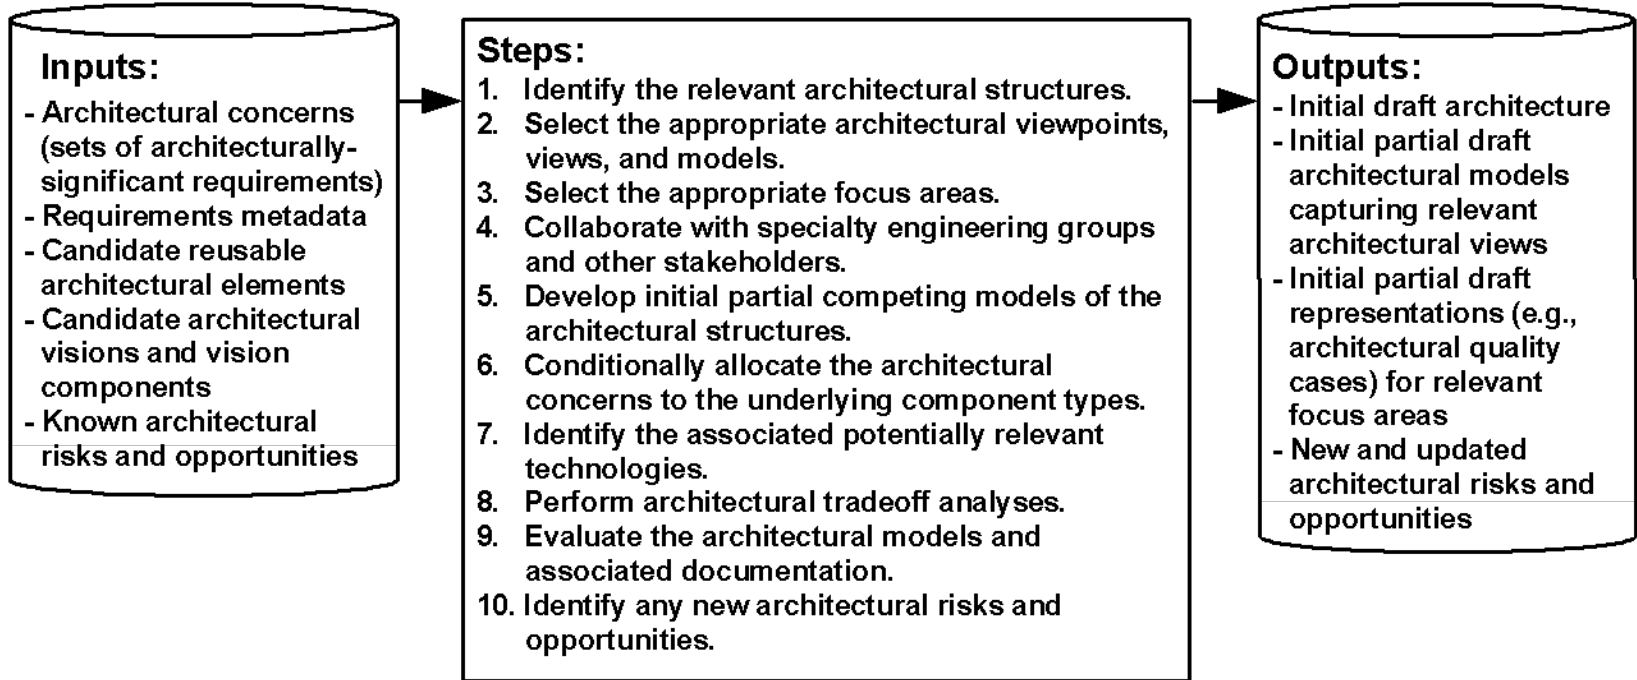 Inputs:
- Architectural concerns
(sets of architecturally-
significant requirements)
- Requirements metadata
- Candidate reusable
architectural elements
- Candidate architectural
visions and vision
components
- Known architectural
risks and opportunities
Steps:
1. Identify the relevant architectural structures.
2. Select the appropriate architectural viewpoints,
views, and models.
3. Select the appropriate focus areas.
4. Collaborate with specialty engineering groups
and other stakeholders.
5. Develop initial partial competing models of the
architectural structures.
6. Conditionally allocate the architectural
concerns to the underlying component types.
7. Identify the associated potentially relevant
technologies.
8. Perform architectural tradeoff analyses.
9. Evaluate the architectural models and
associated documentation.
10. Identify any new architectural risks and
opportunities.
Outputs:
- Initial draft architecture
- Initial partial draft
architectural models
capturing relevant
architectural views
- Initial partial draft
representations (e.g.,
architectural quality
cases) for relevant
focus areas
- New and updated
architectural risks and
opportunities